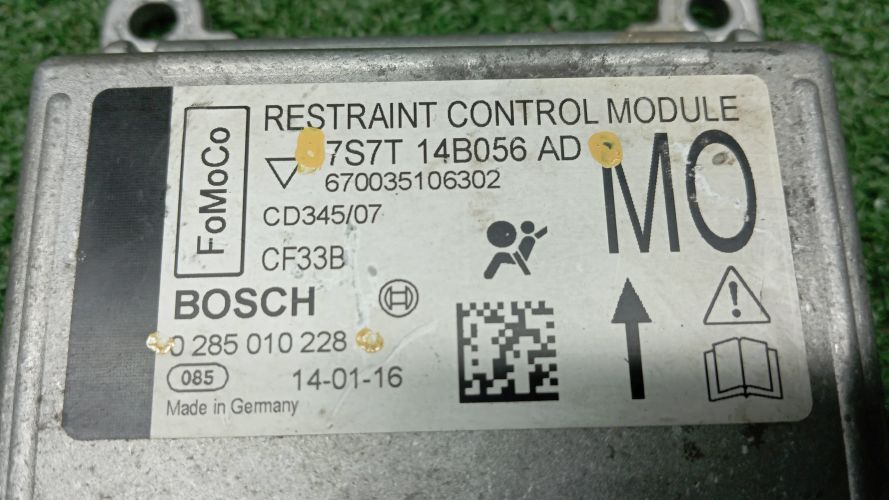 FoMoCo
RESTRAINT CONTROL MODULE
7S7T 14B056 AD
670035106302
MO
CD345/07
CF33B
BOSCH
0 285 010 228
085
14-01-16
Made in Germany